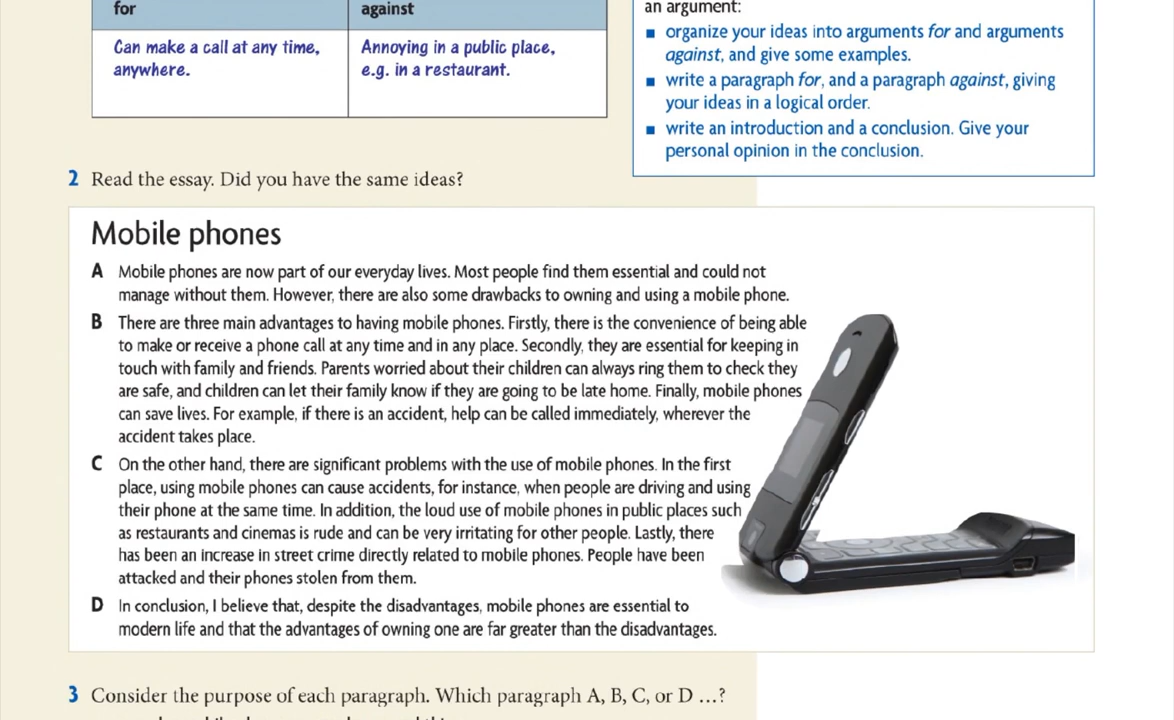 for
against
Can make a call at any time,
anywhere.
Annoying in a public place,
e.g. in a restaurant.
an argument:
■ organize your ideas into arguments for and arguments
against, and give some examples.
■ write a paragraph for, and a paragraph against, giving
your ideas in a logical order.
■ write an introduction and a conclusion. Give your
personal opinion in the conclusion.
2 Read the essay. Did you have the same ideas?
Mobile phones
A Mobile phones are now part of our everyday lives. Most people find them essential and could not
manage without them. However, there are also some drawbacks to owning and using a mobile phone.
B There are three main advantages to having mobile phones. Firstly, there is the convenience of being able
to make or receive a phone call at any time and in any place. Secondly, they are essential for keeping in
touch with family and friends. Parents worried about their children can always ring them to check they
are safe, and children can let their family know if they are going to be late home. Finally, mobile phones
can save lives. For example, if there is an accident, help can be called immediately, wherever the
accident takes place.
C On the other hand, there are significant problems with the use of mobile phones. In the first
place, using mobile phones can cause accidents, for instance, when people are driving and using
their phone at the same time. In addition, the loud use of mobile phones in public places such
as restaurants and cinemas is rude and can be very irritating for other people. Lastly, there
has been an increase in street crime directly related to mobile phones. People have been
attacked and their phones stolen from them.
D In conclusion, I believe that, despite the disadvantages, mobile phones are essential to
modern life and that the advantages of owning one are far greater than the disadvantages.
3 Consider the purpose of each paragraph. Which paragraph A, B, C, or D ...?